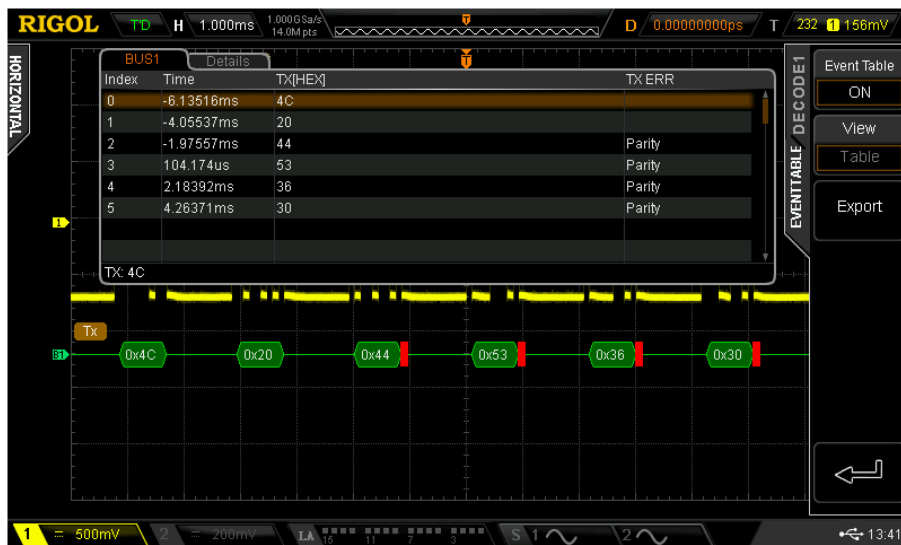 RIGOL T'D H 1.000ms 1.000GSa/s 14.0M pts D 0.00000000ps T 232 1 156mV
HORIZONTAL
BUS1 Details
Index Time TX[HEX] TX ERR
0 -6.13516ms 4C
1 -4.05537ms 20
2 -1.97557ms 44 Parity
3 104.174us 53 Parity
4 2.18392ms 36 Parity
5 4.26371ms 30 Parity
TX: 4C
EVENTTABLE DECODE1
Event Table
ON
View
Table
Export
T
1
Tx
B1 0x4C 0x20 0x44 0x53 0x36 0x30
1 = 500mV 2 = 200mV LA 15 11 7 3 S 1 2 13:41